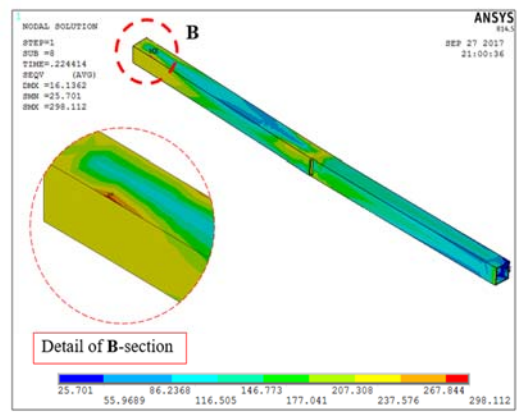 1
NODAL SOLUTION
STEP=1
SUB =8
TIME=.224414
SEQV (AVG)
DMX =16.1362
SMN =25.701
SMX =298.112
B
ANSYS
R14.5
SEP 27 2017
21:00:36
Detail of B-section
25.701 86.2368 146.773 207.308 267.844
55.9689 116.505 177.041 237.576 298.112